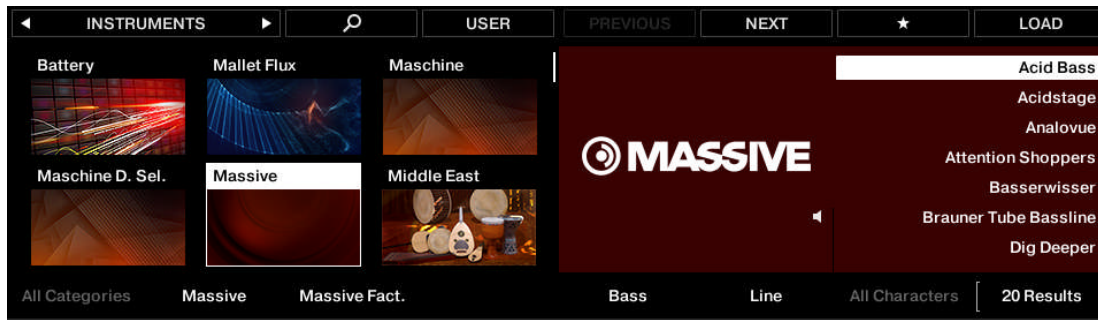 INSTRUMENTS
USER
PREVIOUS
NEXT
LOAD
Battery
Mallet Flux
Maschine
Maschine D. Sel.
Massive
Middle East
MASSIVE
Acid Bass
Acidstage
Analovue
Attention Shoppers
Basserwisser
Brauner Tube Bassline
Dig Deeper
All Categories
Massive
Massive Fact.
Bass
Line
All Characters
20 Results